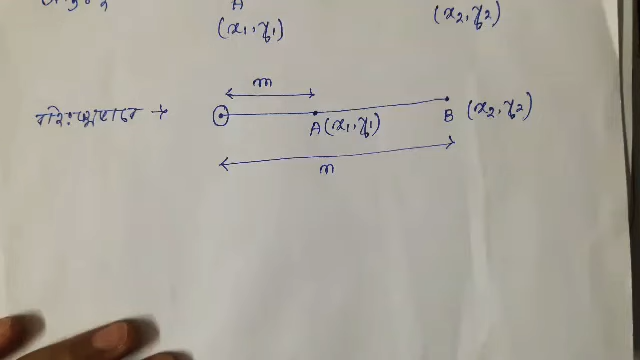 A
(x₁, y₁) (x₂, y₂)
m
বহিঃস্থভাবে → A(x₁, y₁) B (x₂, y₂)
m